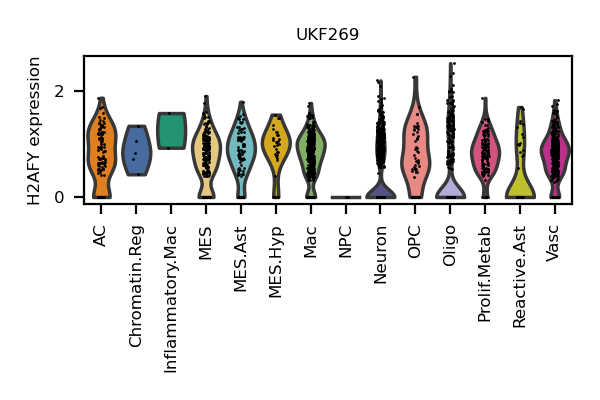 UKF269
H2AFY expression
2
0
AC
Chromatin.Reg
Inflammatory.Mac
MES
MES.Ast
MES.Hyp
Mac
NPC
Neuron
OPC
Oligo
Prolif.Metab
Reactive.Ast
Vasc